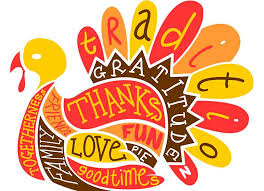 tradition
GRATITUDE
THANKS
FUN
LOVE
PIE
goodtimes
FAMILY
TOGETHERNESS